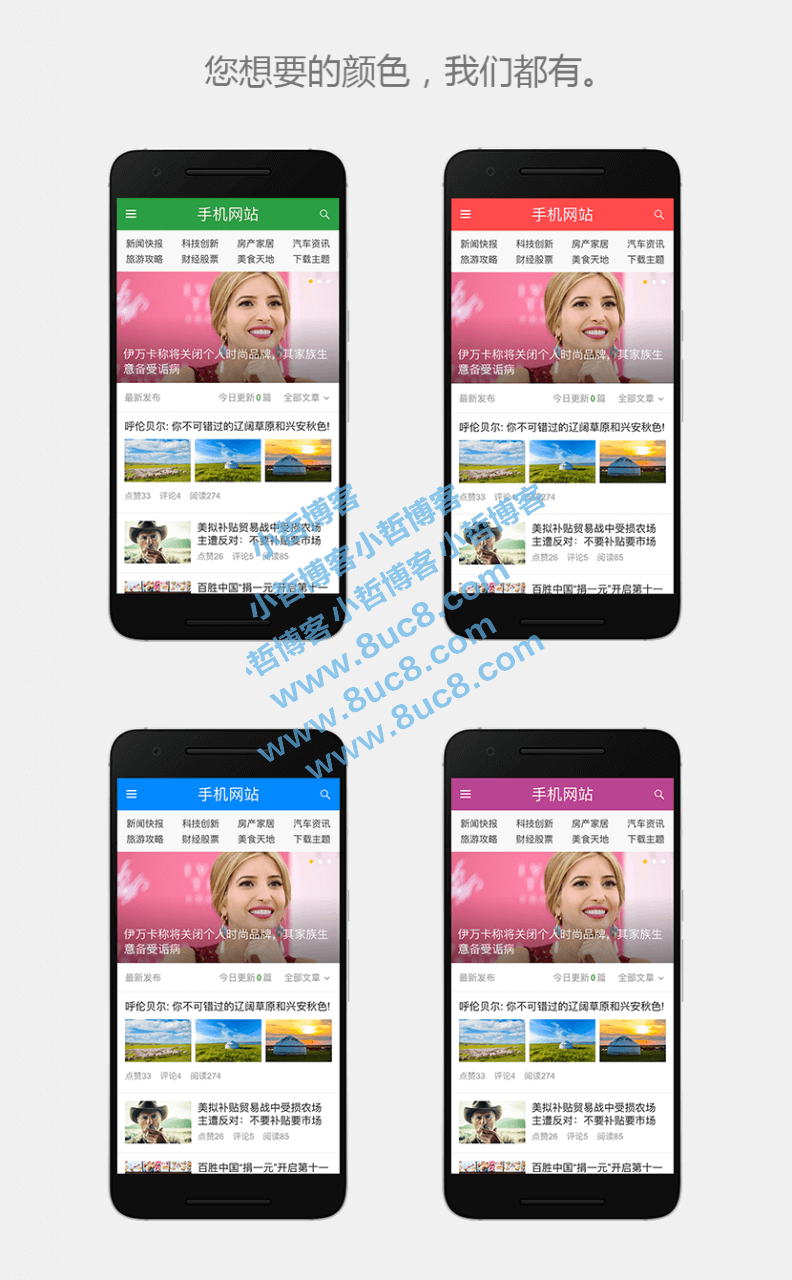 您想要的颜色，我们都有。
手机网站
新闻快报 科技创新 房产家居 汽车资讯
旅游攻略 财经股票 美食天地 下载主题
伊万卡称将关闭个人时尚品牌，其家族生
意备受诟病
最新发布 今日更新0篇 全部文章
呼伦贝尔: 你不可错过的辽阔草原和兴安秋色!
点赞33 评论4 阅读274
美拟补贴贸易战中受损农场
主遭反对：不要补贴要市场
点赞26 评论5 阅读85
百胜中国“捐一元”开启第十一
手机网站
新闻快报 科技创新 房产家居 汽车资讯
旅游攻略 财经股票 美食天地 下载主题
伊万卡称将关闭个人时尚品牌，其家族生
意备受诟病
最新发布 今日更新0篇 全部文章
呼伦贝尔: 你不可错过的辽阔草原和兴安秋色!
点赞33 评论4 阅读274
美拟补贴贸易战中受损农场
主遭反对：不要补贴要市场
点赞26 评论5 阅读85
百胜中国“捐一元”开启第十一
小哲博客小哲博客
小哲博客小哲博客小哲博客
哲博客
www.8uc8.com
www.8uc8.com
www.8uc8.com
手机网站
新闻快报 科技创新 房产家居 汽车资讯
旅游攻略 财经股票 美食天地 下载主题
伊万卡称将关闭个人时尚品牌，其家族生
意备受诟病
最新发布 今日更新0篇 全部文章
呼伦贝尔: 你不可错过的辽阔草原和兴安秋色!
点赞33 评论4 阅读274
美拟补贴贸易战中受损农场
主遭反对：不要补贴要市场
点赞26 评论5 阅读85
百胜中国“捐一元”开启第十一
手机网站
新闻快报 科技创新 房产家居 汽车资讯
旅游攻略 财经股票 美食天地 下载主题
伊万卡称将关闭个人时尚品牌，其家族生
意备受诟病
最新发布 今日更新0篇 全部文章
呼伦贝尔: 你不可错过的辽阔草原和兴安秋色!
点赞33 评论4 阅读274
美拟补贴贸易战中受损农场
主遭反对：不要补贴要市场
点赞26 评论5 阅读85
百胜中国“捐一元”开启第十一